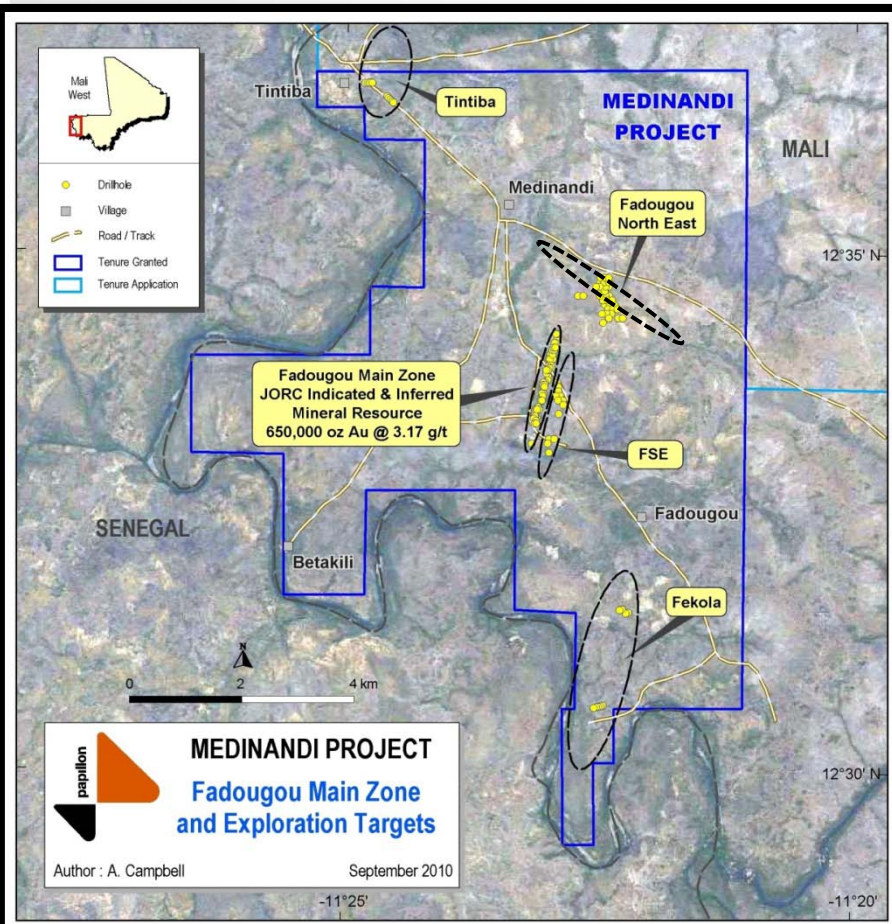 Mali
West
Drillhole
Village
Road / Track
Tenure Granted
Tenure Application
Tintiba
Tintiba
MEDINANDI
PROJECT
MALI
Medinandi
Fadougou
North East
12°35' N
Fadougou Main Zone
JORC Indicated & Inferred
Mineral Resource
650,000 oz Au @ 3.17 g/t
FSE
SENEGAL
Fadougou
Betakili
Fekola
N
0 2 4 km
papillon
MEDINANDI PROJECT
Fadougou Main Zone
and Exploration Targets
Author : A. Campbell September 2010
12°30' N
-11°25' -11°20'